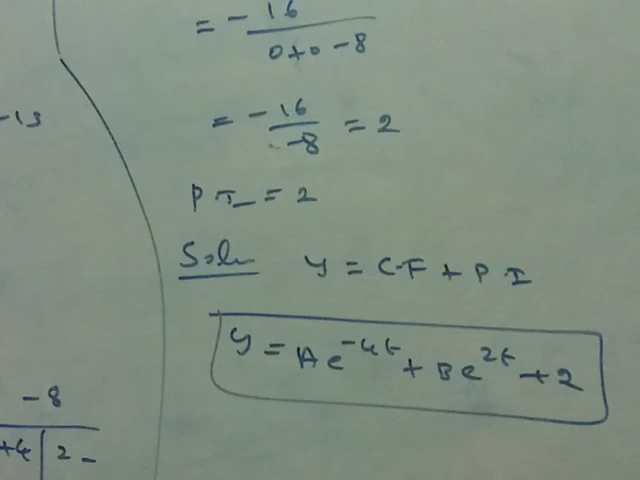 = - 16 / 0+0-8
-13
= -16 / -8 = 2
P I = 2
Soln y = C.F + P I
y = Ae^-4t + Be^2t + 2
-8
+4 | 2 -